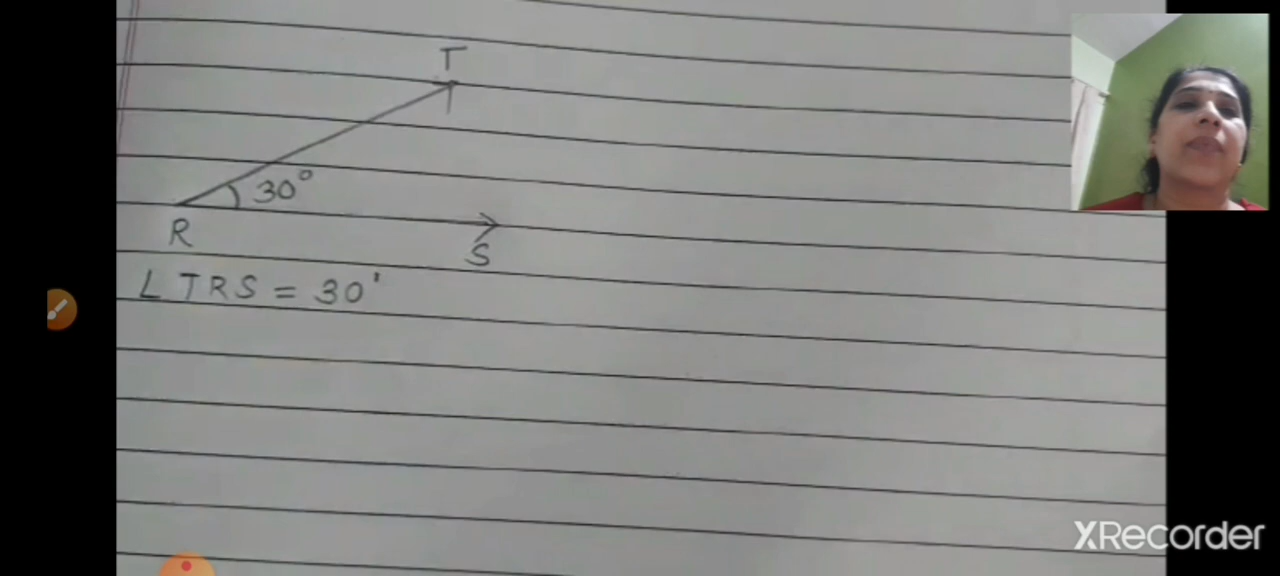 T
30°
R
S
∠ TRS = 30°
XRecorder